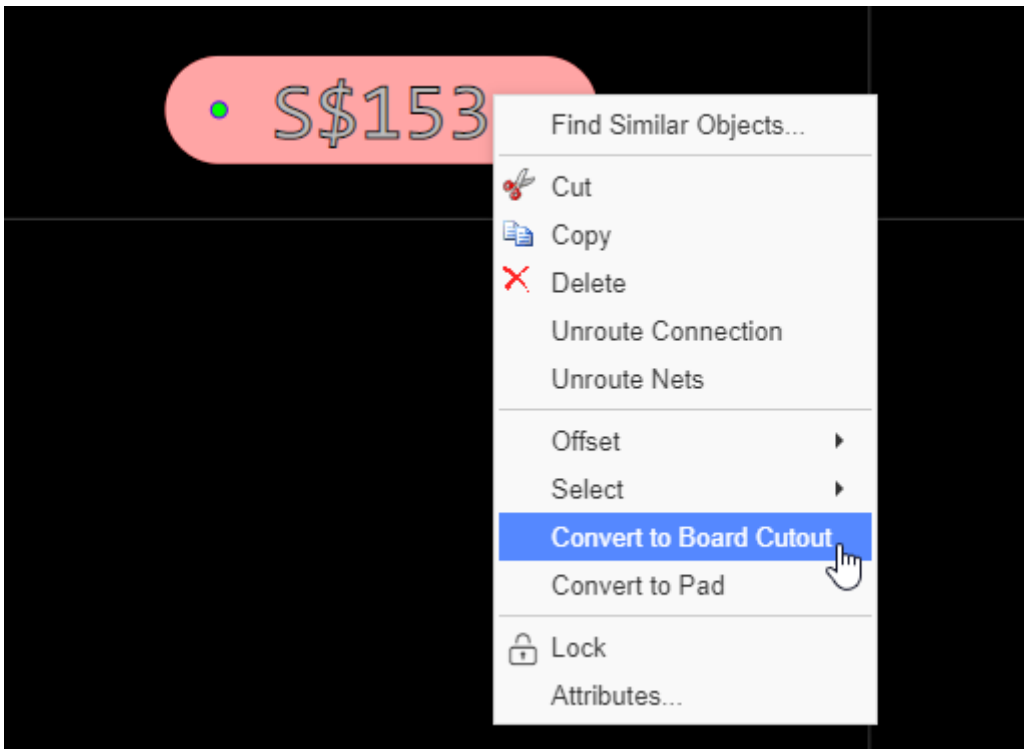 S$153
Find Similar Objects...
Cut
Copy
Delete
Unroute Connection
Unroute Nets
Offset
Select
Convert to Board Cutout
Convert to Pad
Lock
Attributes...